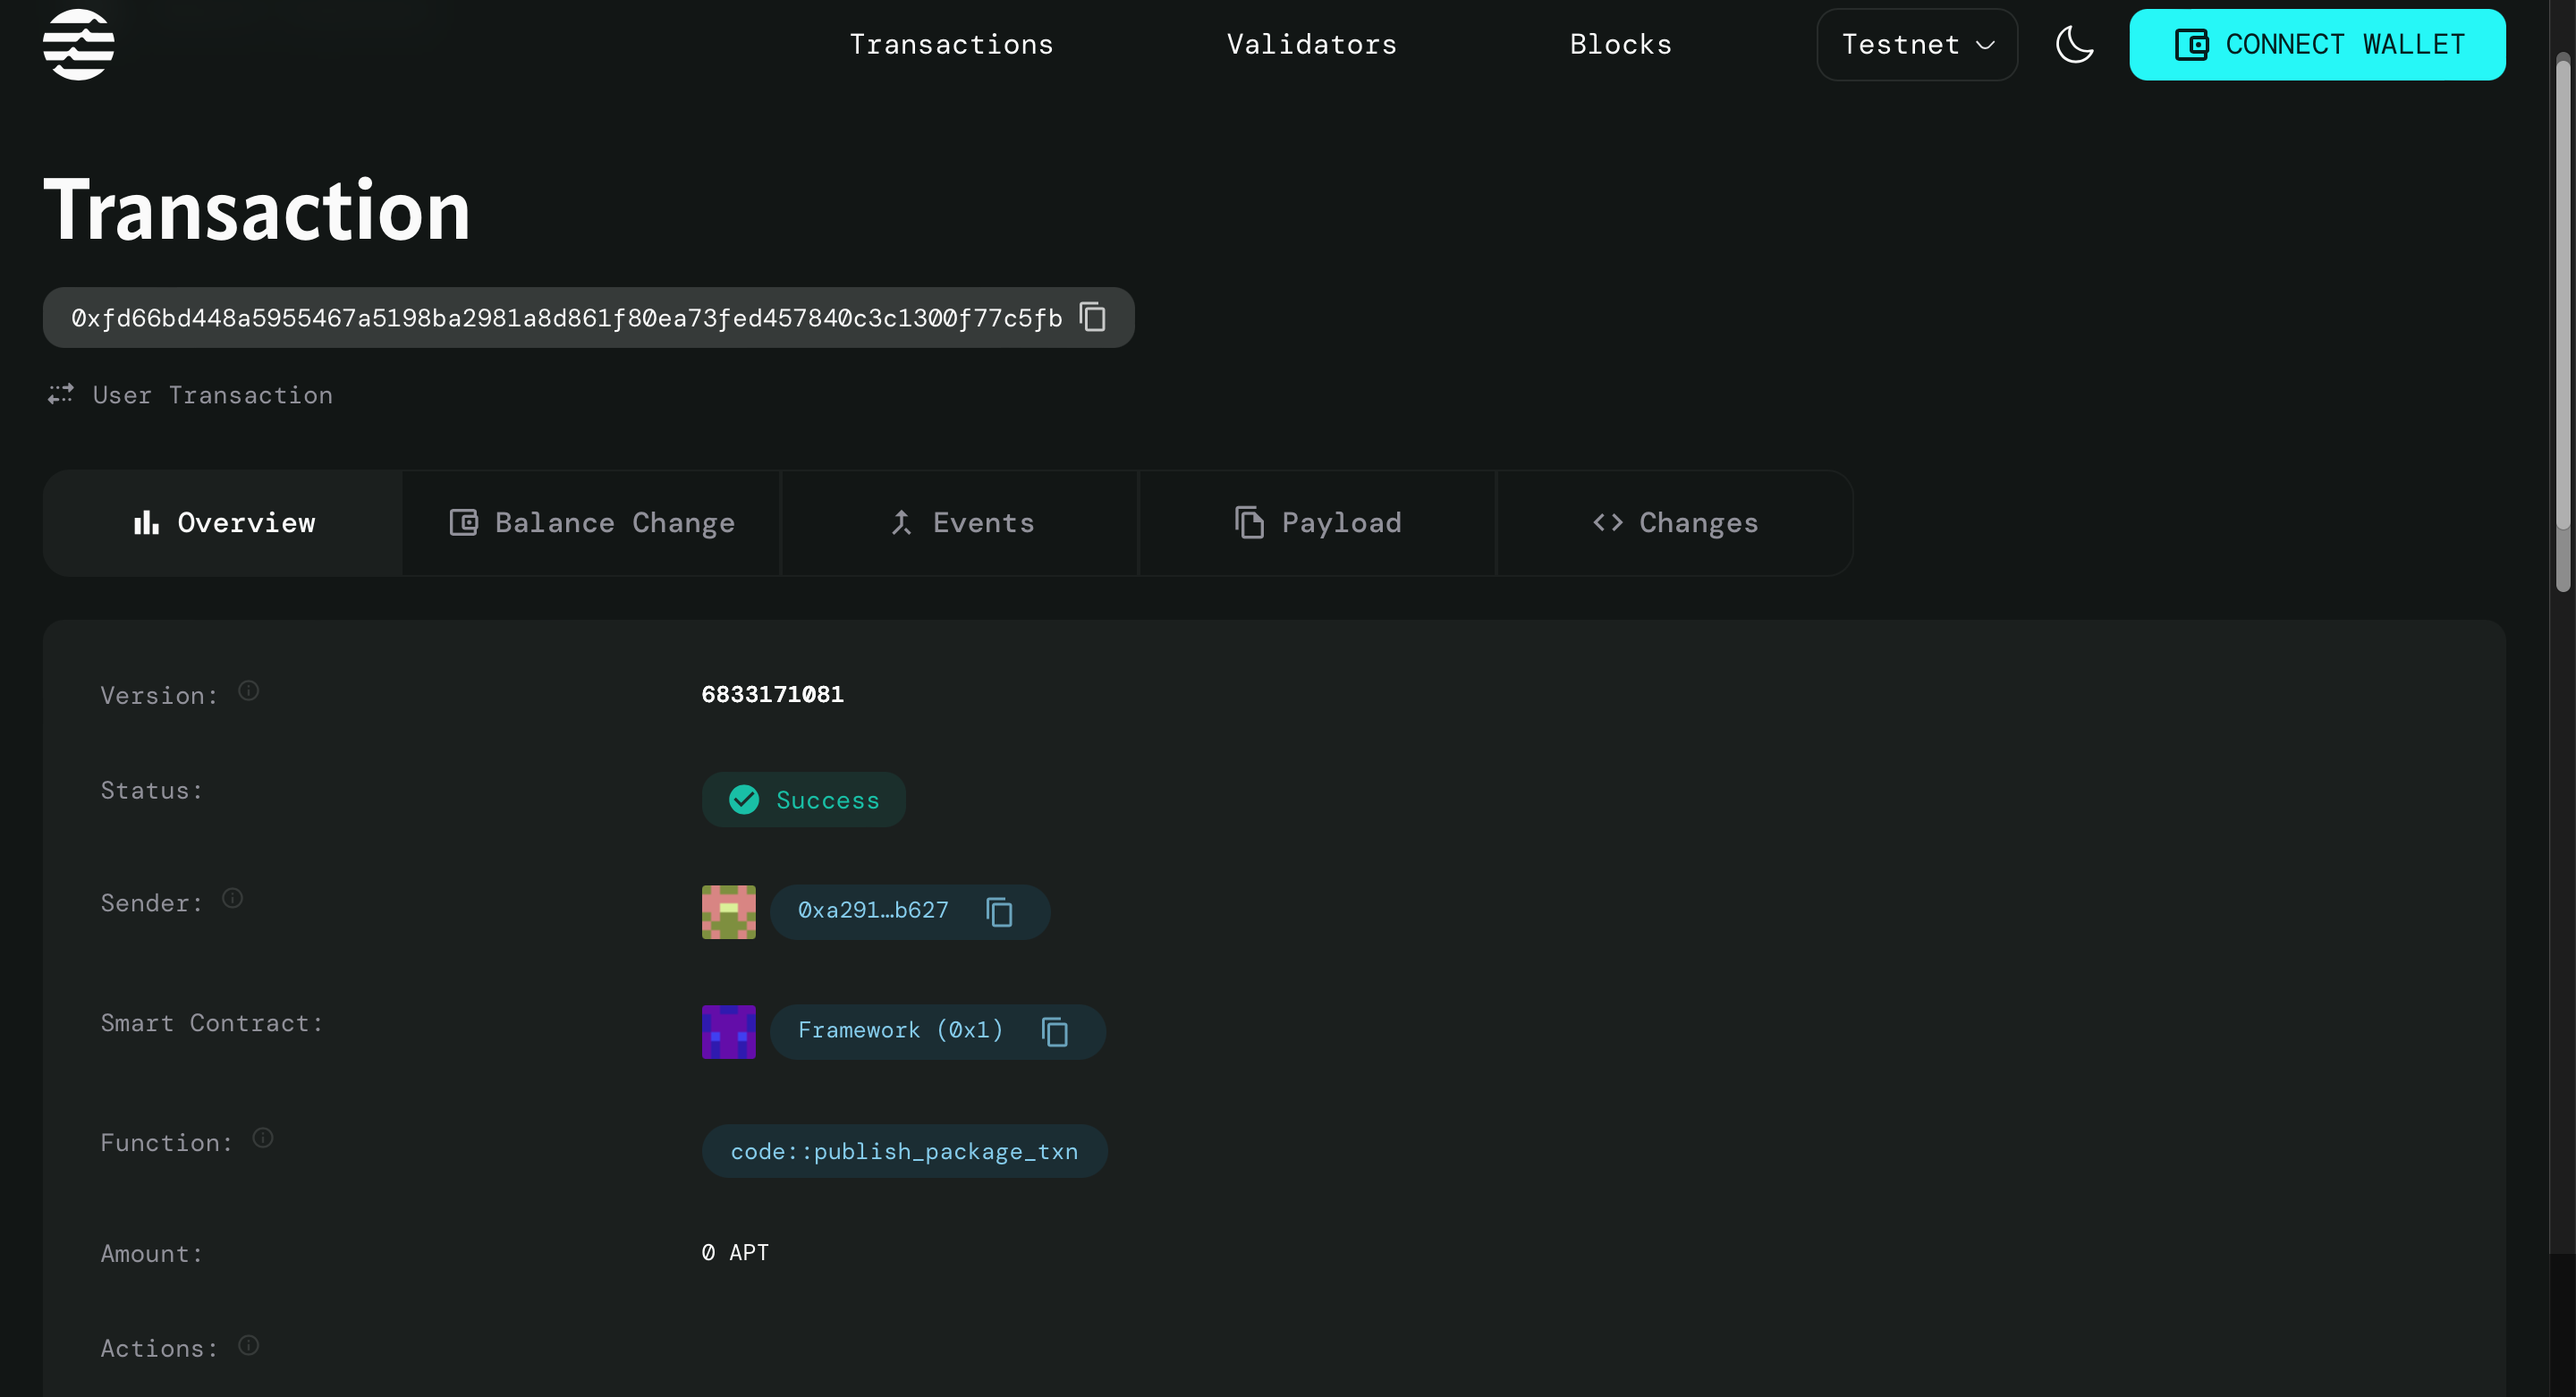 Transactions
Validators
Blocks
Testnet
CONNECT WALLET
Transaction
0xfd66bd448a5955467a5198ba2981a8d861f80ea73fed457840c3c1300f77c5fb
User Transaction
Overview
Balance Change
Events
Payload
Changes
Version:
6833171081
Status:
Success
Sender:
0xa291…b627
Smart Contract:
Framework (0x1)
Function:
code::publish_package_txn
Amount:
0 APT
Actions: